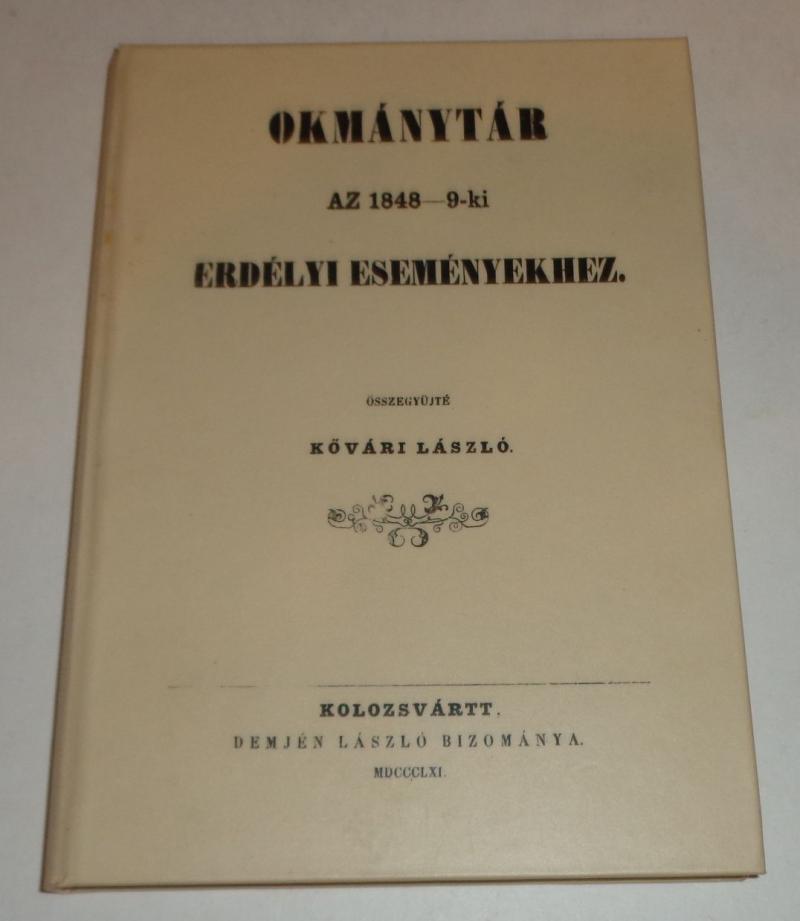 OKMÁNYTÁR
AZ 1848—9-ki
ERDÉLYI ESEMÉNYEKHEZ.
ÖSSZEGYŰJTÉ
KŐVÁRI LÁSZLÓ.
KOLOZSVÁRTT,
DEMJÉN LÁSZLÓ BIZOMÁNYA.
MDCCCLXI.